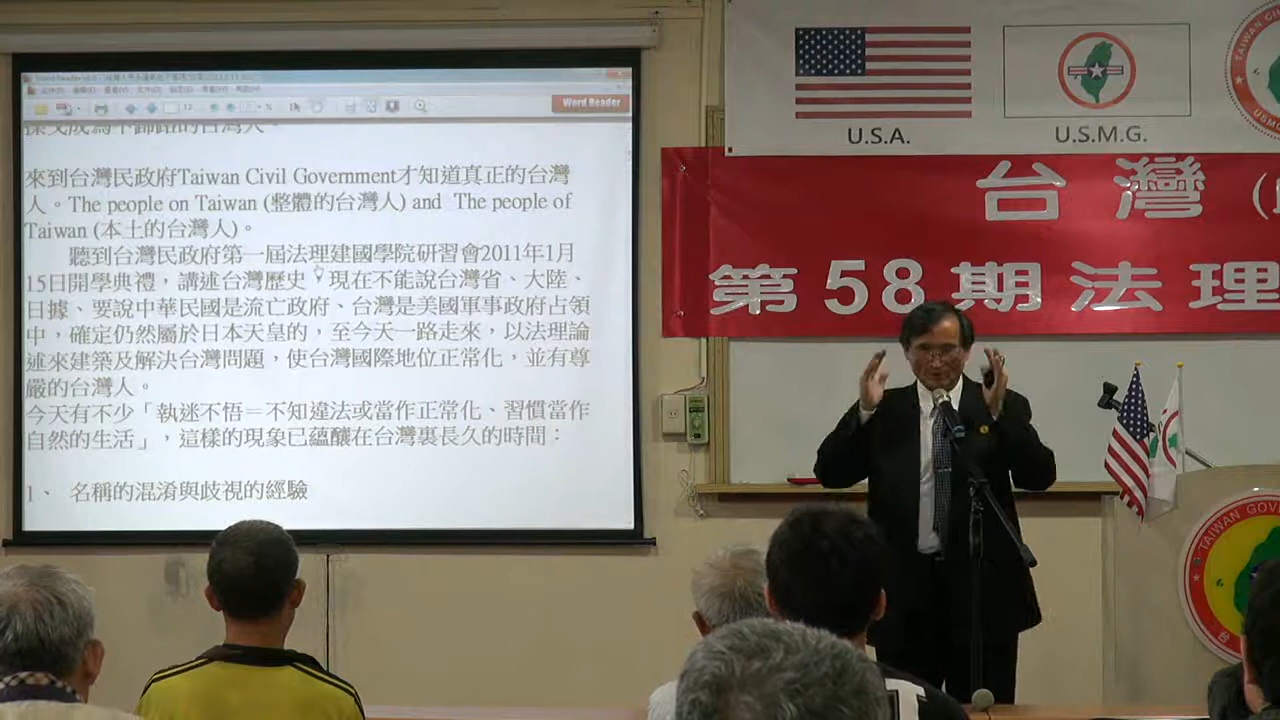 Word Reader
來到台灣民政府Taiwan Civil Government才知道真正的台灣
人。The people on Taiwan (整體的台灣人) and The people of
Taiwan (本土的台灣人)。
聽到台灣民政府第一屆法理建國學院研習會2011年1月
15日開學典禮，講述台灣歷史，現在不能說台灣省、大陸、
日據、要說中華民國是流亡政府、台灣是美國軍事政府占領
中，確定仍然屬於日本天皇的，至今天一路走來，以法理論
述來建築及解決台灣問題，使台灣國際地位正常化，並有尊
嚴的台灣人。
今天有不少「執迷不悟＝不知違法或當作正常化、習慣當作
自然的生活」，這樣的現象已蘊釀在台灣裏長久的時間：
1、 名稱的混淆與歧視的經驗
U.S.A.
U.S.M.G.
TAIWAN
台灣(
第58期法理
TAIWAN GOV